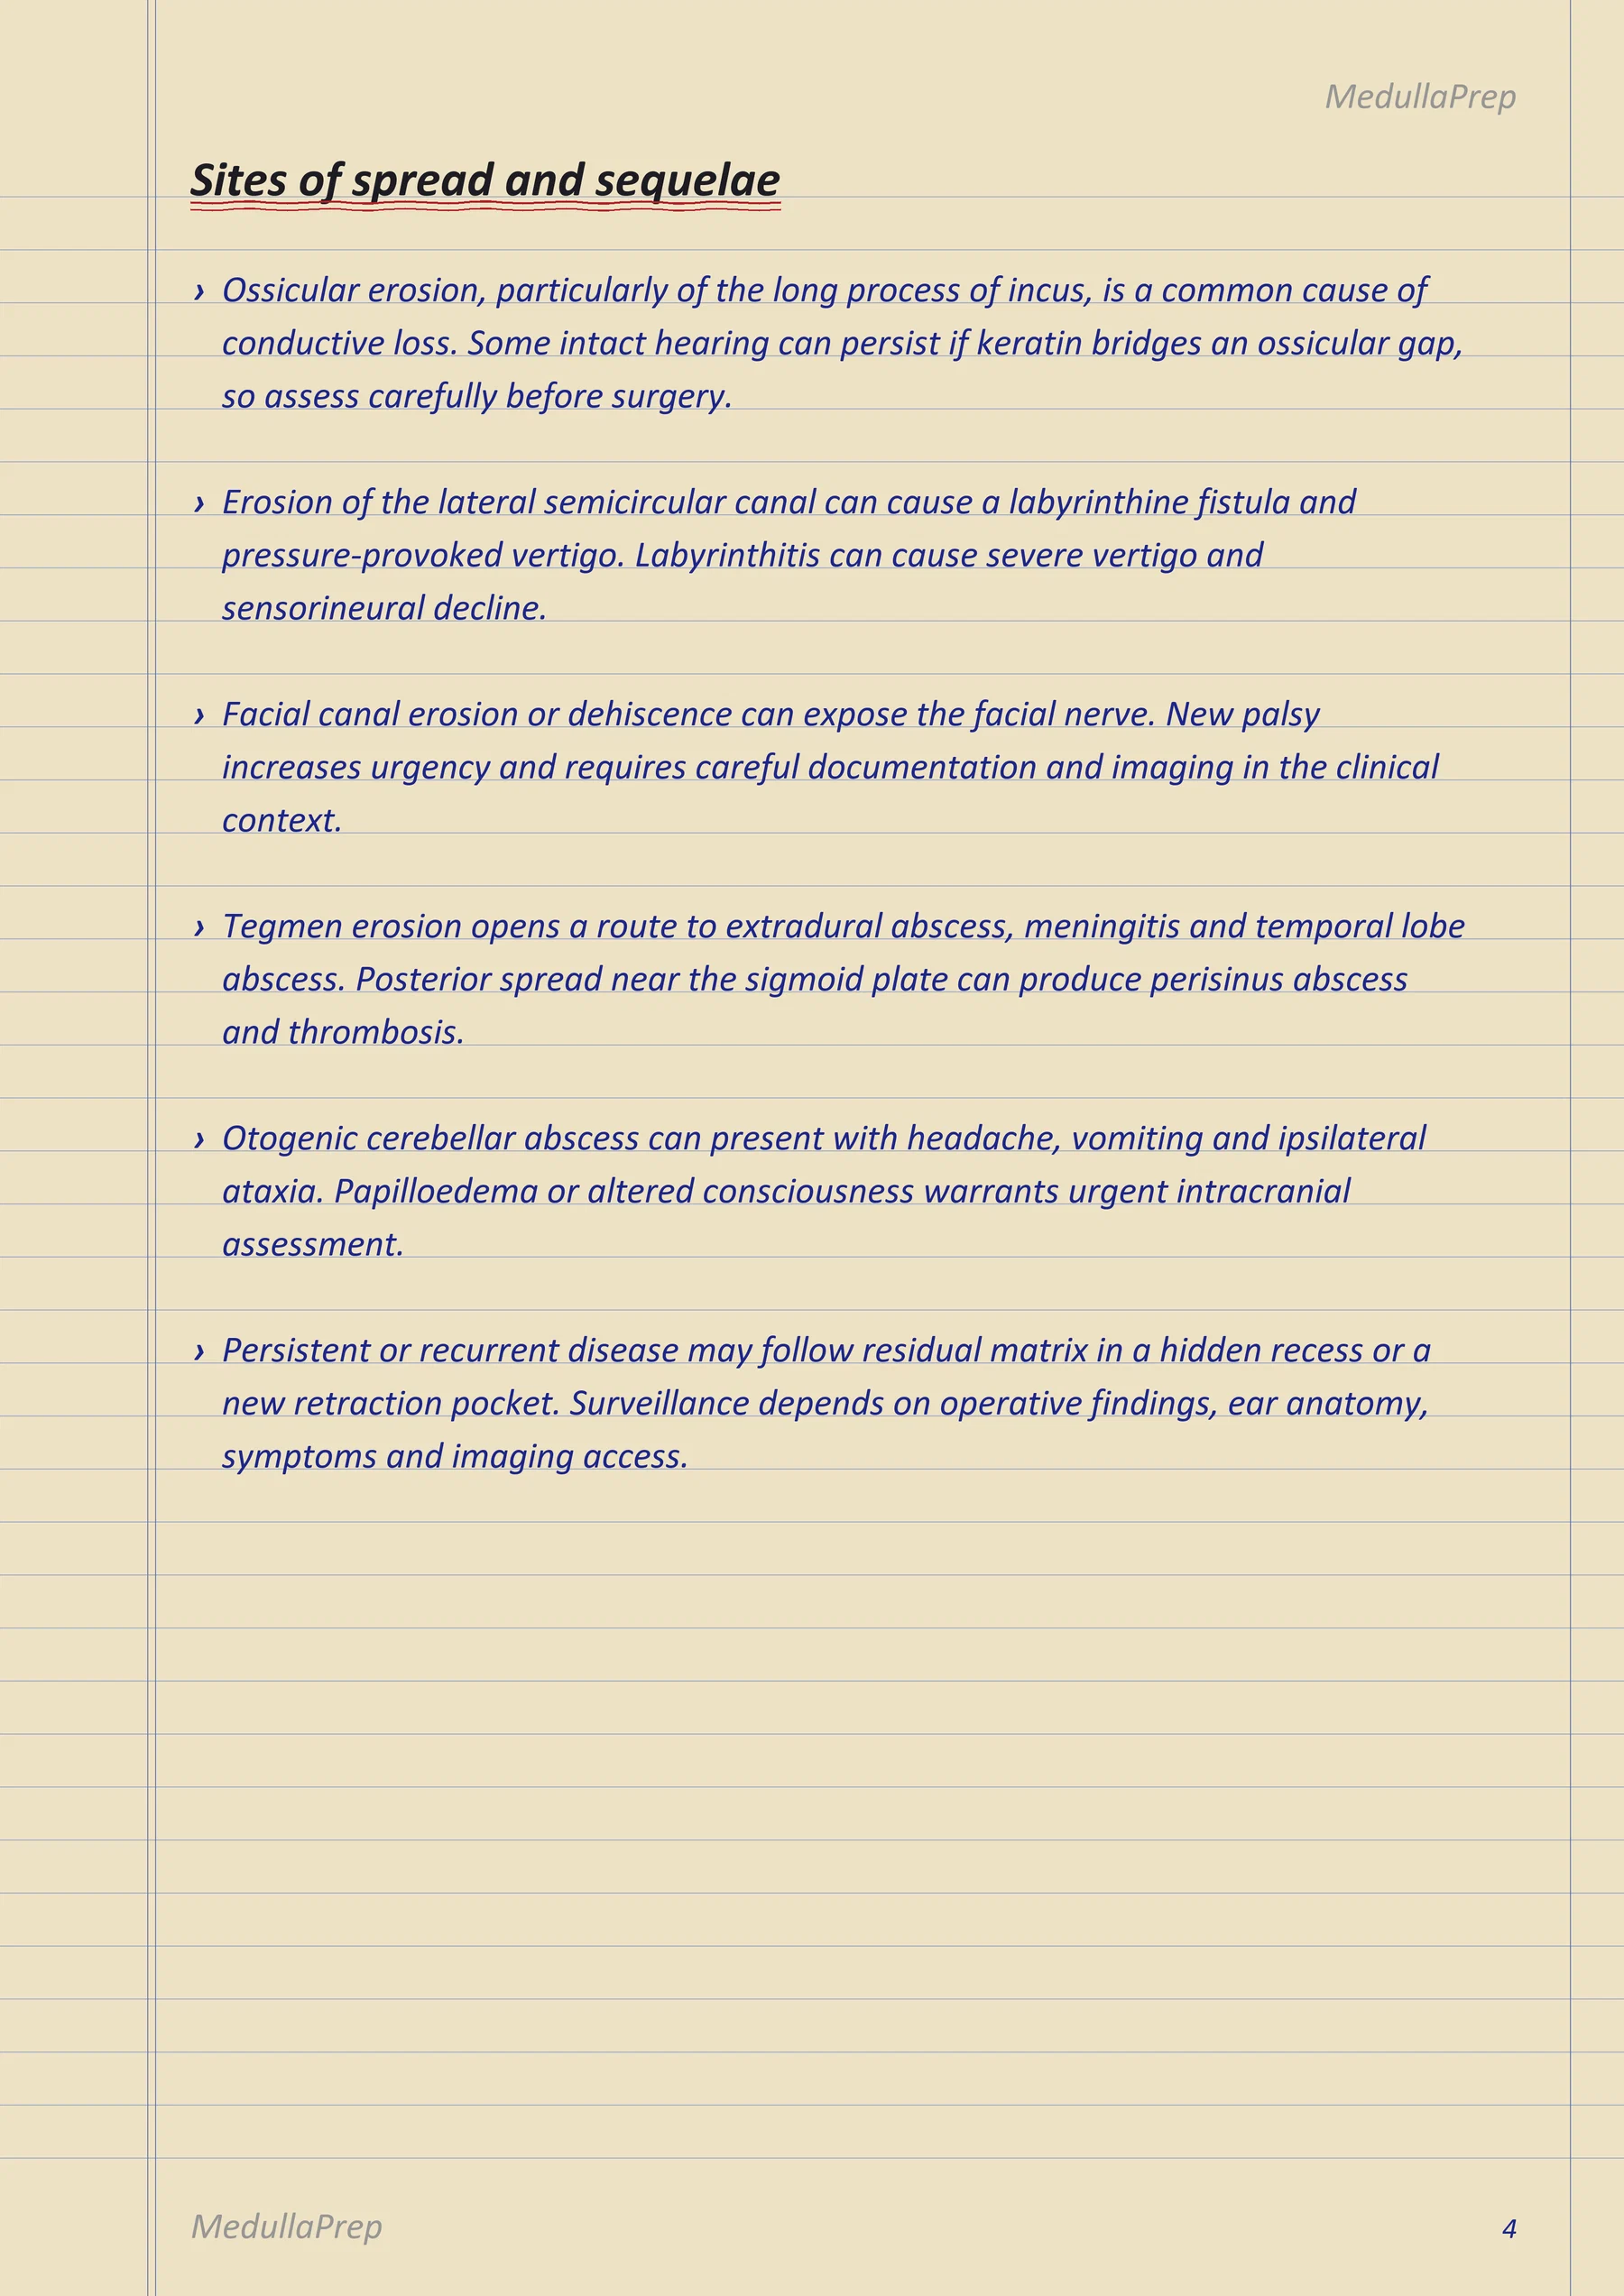 MedullaPrep
Sites of spread and sequelae
› Ossicular erosion, particularly of the long process of incus, is a common cause of
conductive loss. Some intact hearing can persist if keratin bridges an ossicular gap,
so assess carefully before surgery.
› Erosion of the lateral semicircular canal can cause a labyrinthine fistula and
pressure-provoked vertigo. Labyrinthitis can cause severe vertigo and
sensorineural decline.
› Facial canal erosion or dehiscence can expose the facial nerve. New palsy
increases urgency and requires careful documentation and imaging in the clinical
context.
› Tegmen erosion opens a route to extradural abscess, meningitis and temporal lobe
abscess. Posterior spread near the sigmoid plate can produce perisinus abscess
and thrombosis.
› Otogenic cerebellar abscess can present with headache, vomiting and ipsilateral
ataxia. Papilloedema or altered consciousness warrants urgent intracranial
assessment.
› Persistent or recurrent disease may follow residual matrix in a hidden recess or a
new retraction pocket. Surveillance depends on operative findings, ear anatomy,
symptoms and imaging access.
MedullaPrep
4